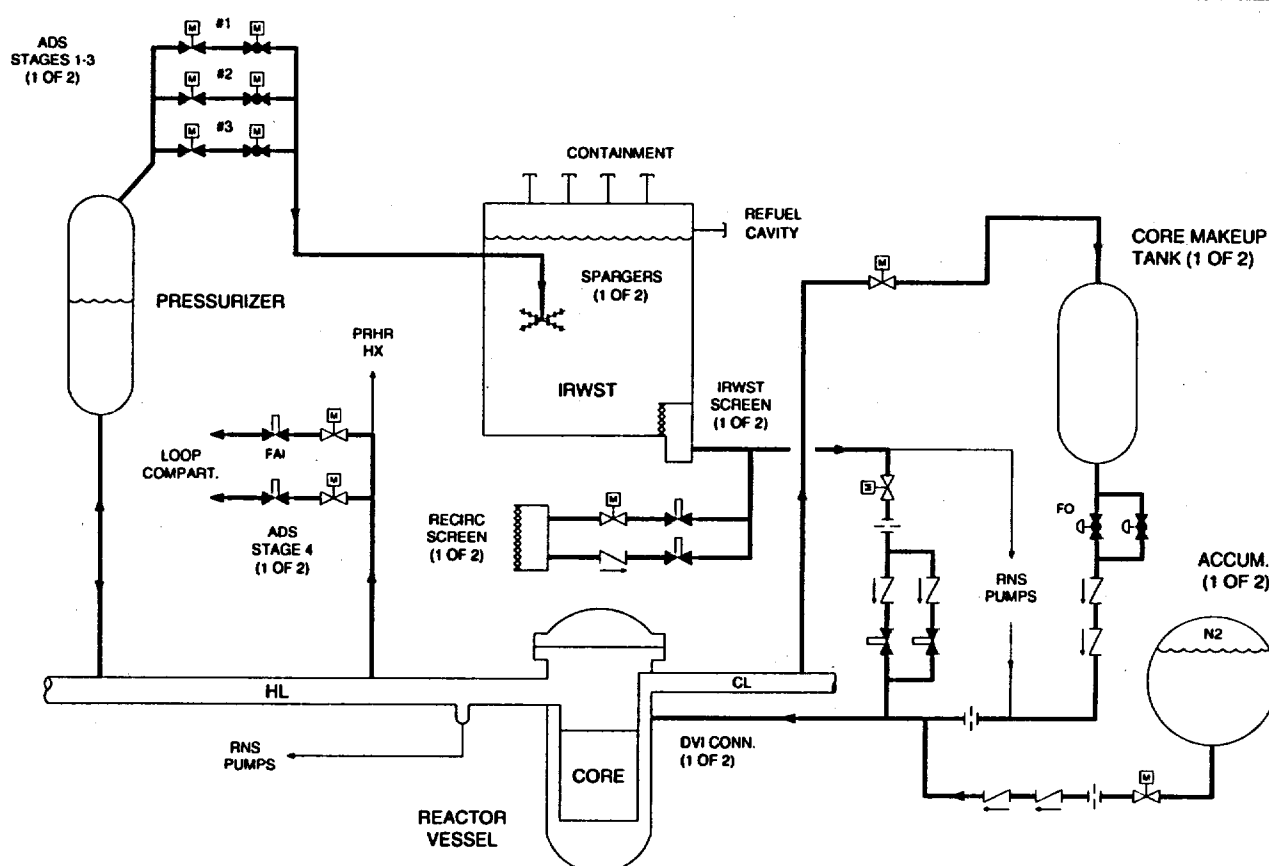 ADS
STAGES 1-3
(1 OF 2)
M
#1
M
M
#2
M
M
#3
M
CONTAINMENT
REFUEL
CAVITY
SPARGERS
(1 OF 2)
IRWST
IRWST
SCREEN
(1 OF 2)
PRESSURIZER
PRHR
HX
M
FAI
M
LOOP
COMPART.
ADS
STAGE 4
(1 OF 2)
RECIRC
SCREEN
(1 OF 2)
M
M
M
CORE MAKEUP
TANK (1 OF 2)
FO
RNS
PUMPS
ACCUM.
(1 OF 2)
N2
M
HL
CL
RNS
PUMPS
DVI CONN.
(1 OF 2)
CORE
REACTOR
VESSEL